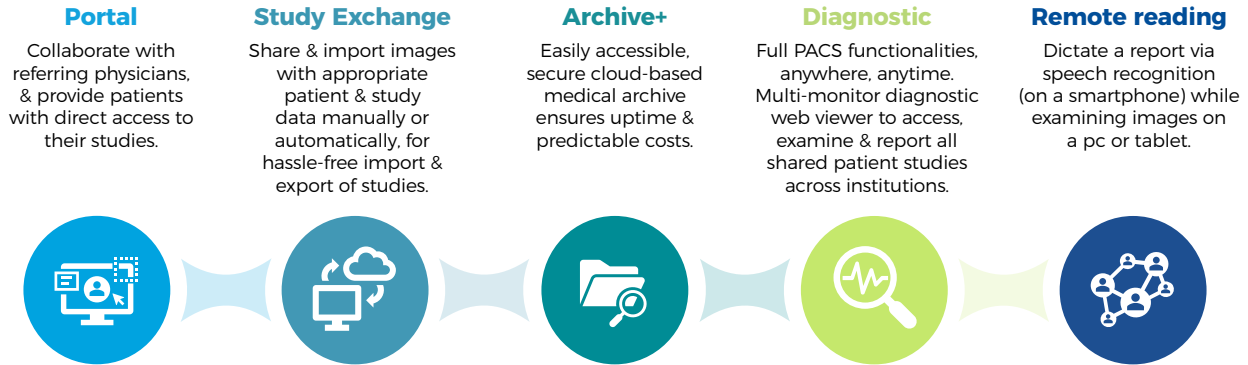 Portal
Collaborate with
referring physicians,
& provide patients
with direct access to
their studies.
Study Exchange
Share & import images
with appropriate
patient & study
data manually or
automatically, for
hassle-free import &
export of studies.
Archive+
Easily accessible,
secure cloud-based
medical archive
ensures uptime &
predictable costs.
Diagnostic
Full PACS functionalities,
anywhere, anytime.
Multi-monitor diagnostic
web viewer to access,
examine & report all
shared patient studies
across institutions.
Remote reading
Dictate a report via
speech recognition
(on a smartphone) while
examining images on
a pc or tablet.